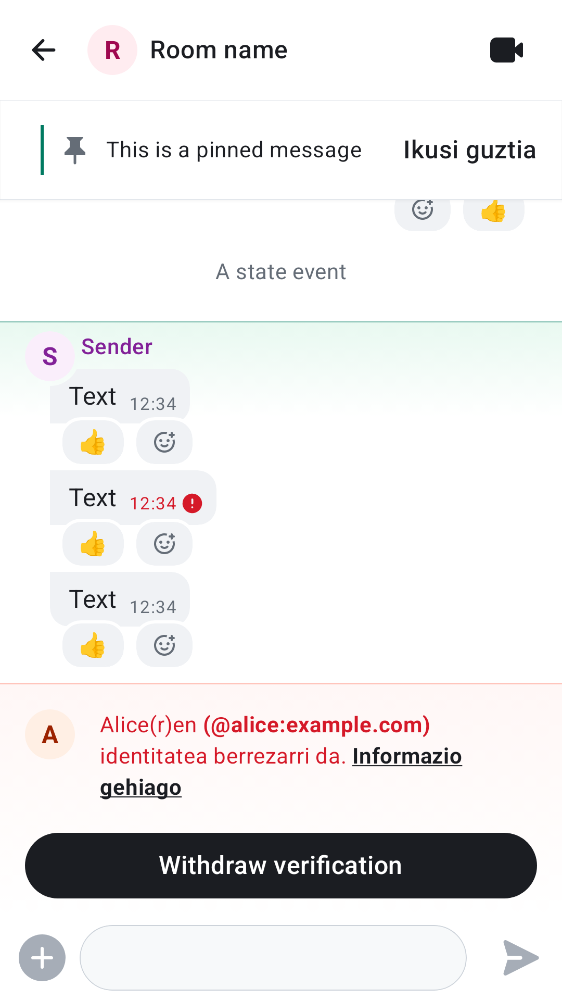 R Room name
This is a pinned message Ikusi guztia
A state event
S Sender
Text 12:34
Text 12:34
Text 12:34
A Alice(r)en (@alice:example.com)
identitatea berrezarri da. Informazio
gehiago
Withdraw verification